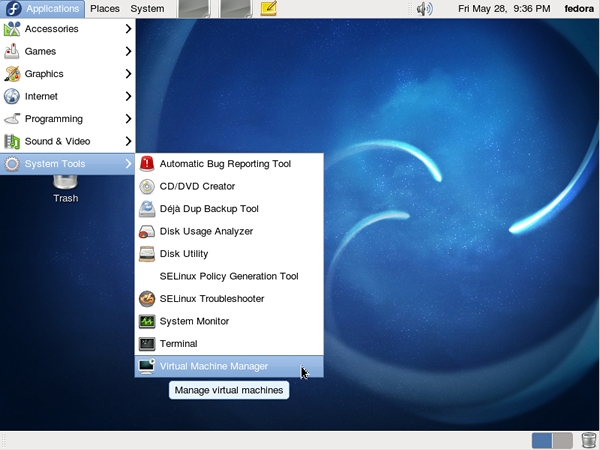 Applications Places System Fri May 28, 9:36 PM fedora
Accessories
Games
Graphics
Internet
Programming
Sound & Video
System Tools
Trash
Automatic Bug Reporting Tool
CD/DVD Creator
Déjà Dup Backup Tool
Disk Usage Analyzer
Disk Utility
SELinux Policy Generation Tool
SELinux Troubleshooter
System Monitor
Terminal
Virtual Machine Manager
Manage virtual machines